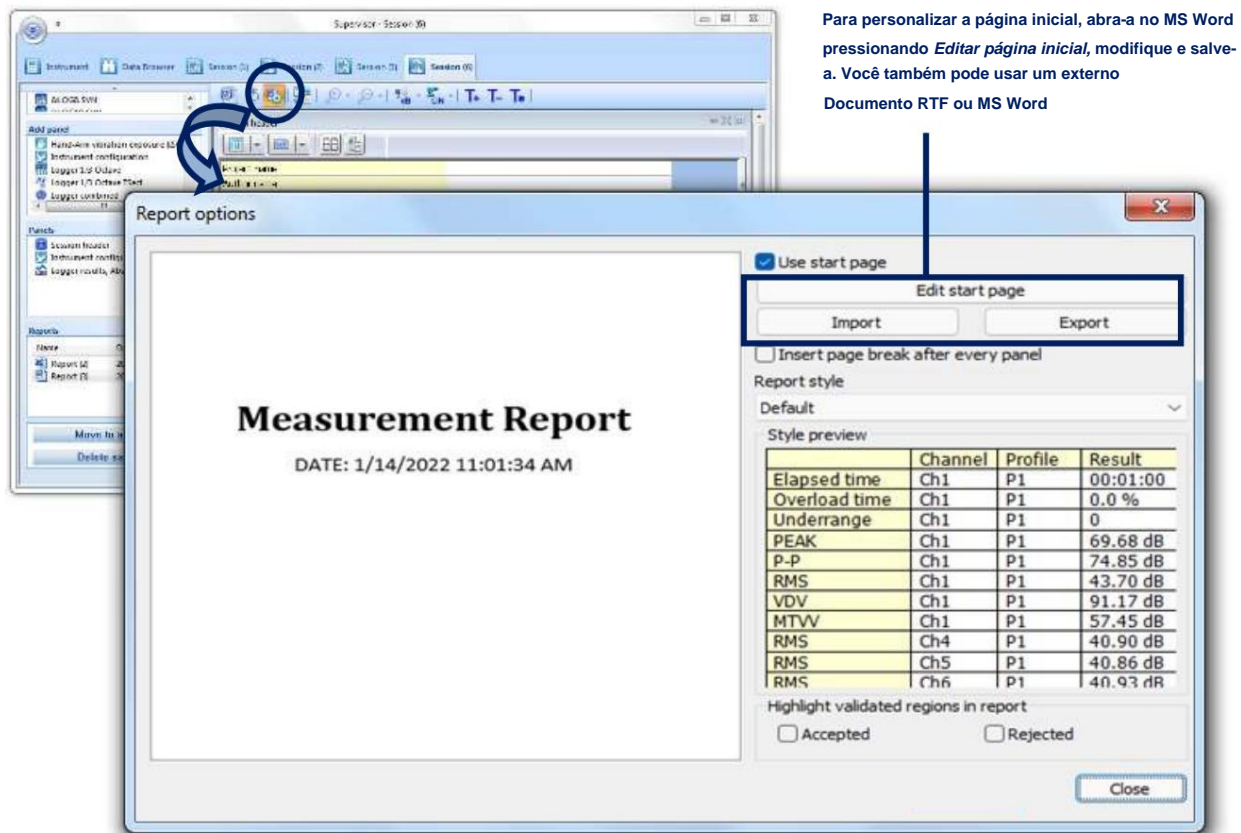 Supervisor - Session (6)
Para personalizar a página inicial, abra-a no MS Word
pressionando Editar página inicial, modifique e salve-
a. Você também pode usar um externo
Documento RTF ou MS Word
Instrument Data Browser Session (6)
Add panel
Hand-Arm vibration exposure
Instrument configuration
Logger 1/3 Octave
Logger combined
Panels
Session header
Reports
Name
Report (2)
Report (3)
Report options
Use start page
Edit start page
Import Export
Insert page break after every panel
Report style
Default
Style preview
Channel Profile Result
Elapsed time Ch1 P1 00:01:00
Overload time Ch1 P1 0.0 %
Underrange Ch1 P1 0
PEAK Ch1 P1 69.68 dB
P-P Ch1 P1 74.85 dB
RMS Ch1 P1 43.70 dB
VDV Ch1 P1 91.17 dB
MTVV Ch1 P1 57.45 dB
RMS Ch4 P1 40.90 dB
RMS Ch5 P1 40.86 dB
RMS Ch6 P1 40.93 dB
Highlight validated regions in report
Accepted Rejected
Close
Measurement Report
DATE: 1/14/2022 11:01:34 AM